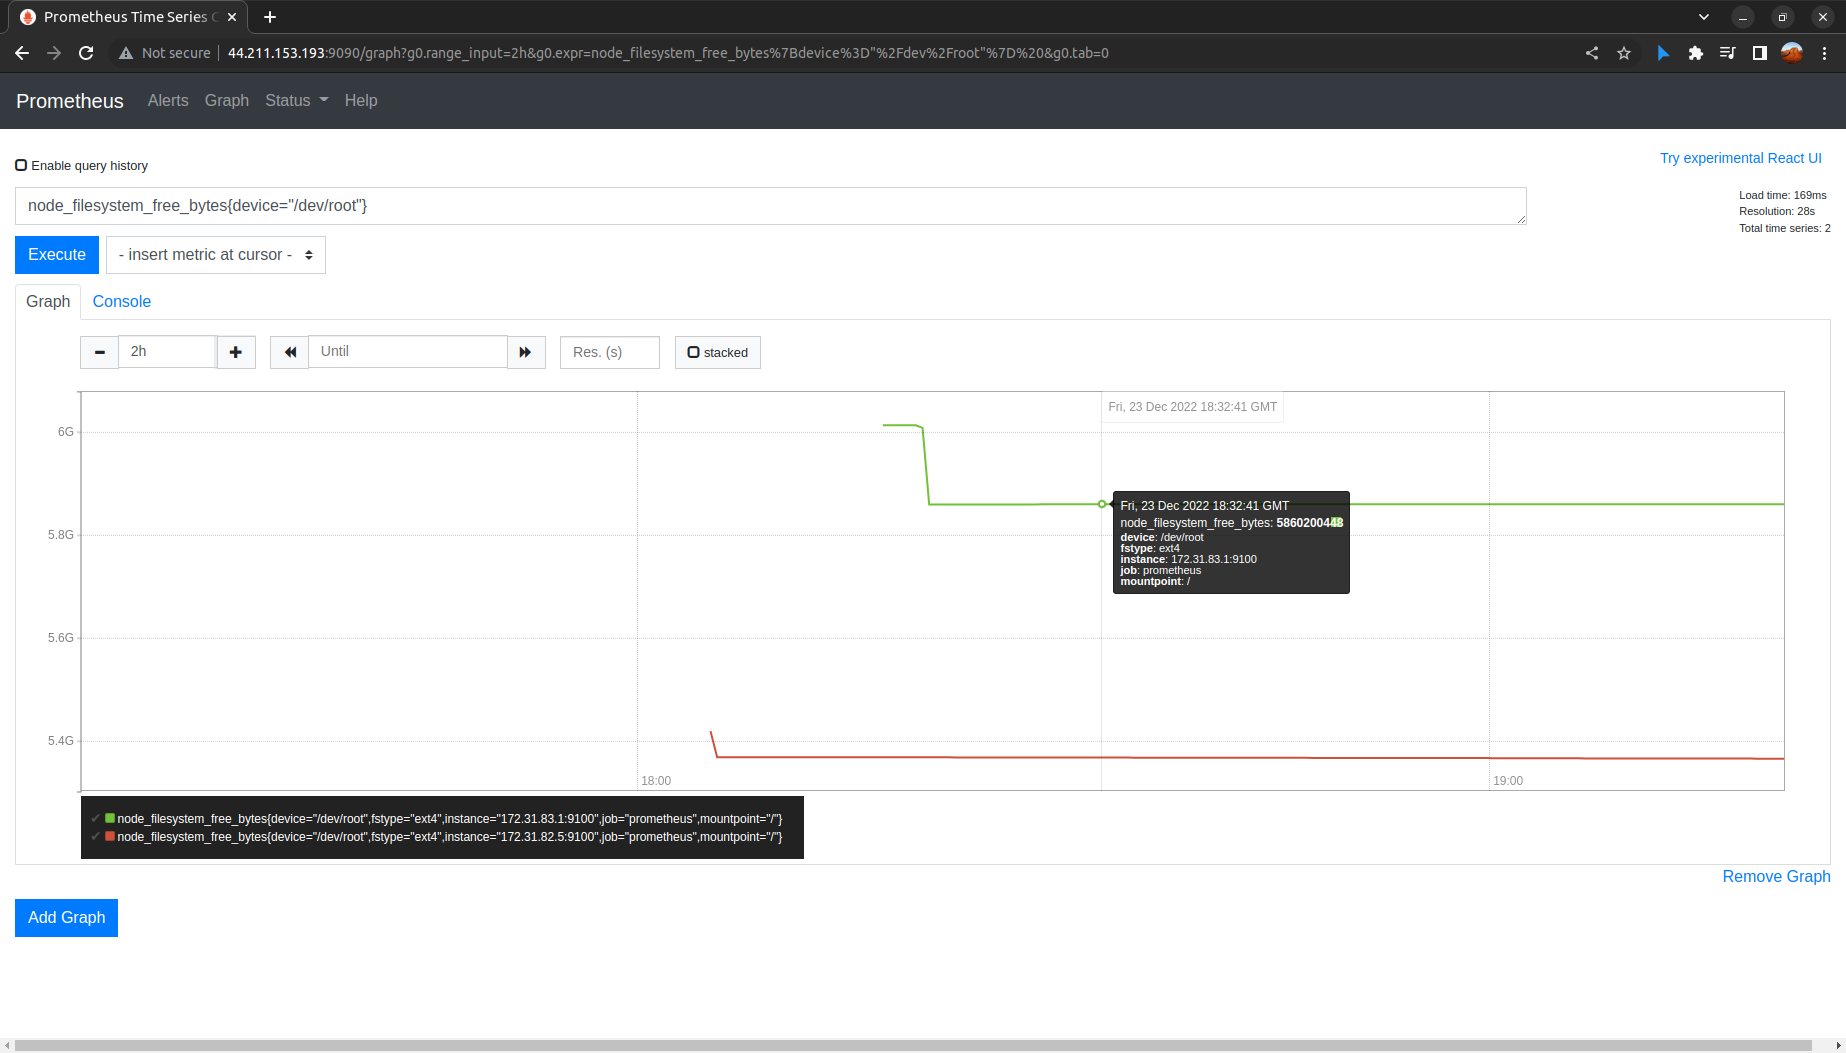 Prometheus Time Series C
Not secure 44.211.153.193:9090/graph?g0.range_input=2h&g0.expr=node_filesystem_free_bytes%7Bdevice%3D"%2Fdev%2Froot"%7D%20&g0.tab=0
Prometheus Alerts Graph Status Help
Enable query history
Try experimental React UI
node_filesystem_free_bytes{device="/dev/root"}
Load time: 169ms
Resolution: 28s
Total time series: 2
Execute - insert metric at cursor -
Graph Console
2h Until Res. (s) stacked
Fri, 23 Dec 2022 18:32:41 GMT
6G
5.8G
5.6G
5.4G
Fri, 23 Dec 2022 18:32:41 GMT
node_filesystem_free_bytes: 5860200448
device: /dev/root
fstype: ext4
instance: 172.31.83.1:9100
job: prometheus
mountpoint: /
18:00 19:00
node_filesystem_free_bytes{device="/dev/root",fstype="ext4",instance="172.31.83.1:9100",job="prometheus",mountpoint="/"}
node_filesystem_free_bytes{device="/dev/root",fstype="ext4",instance="172.31.82.5:9100",job="prometheus",mountpoint="/"}
Remove Graph
Add Graph